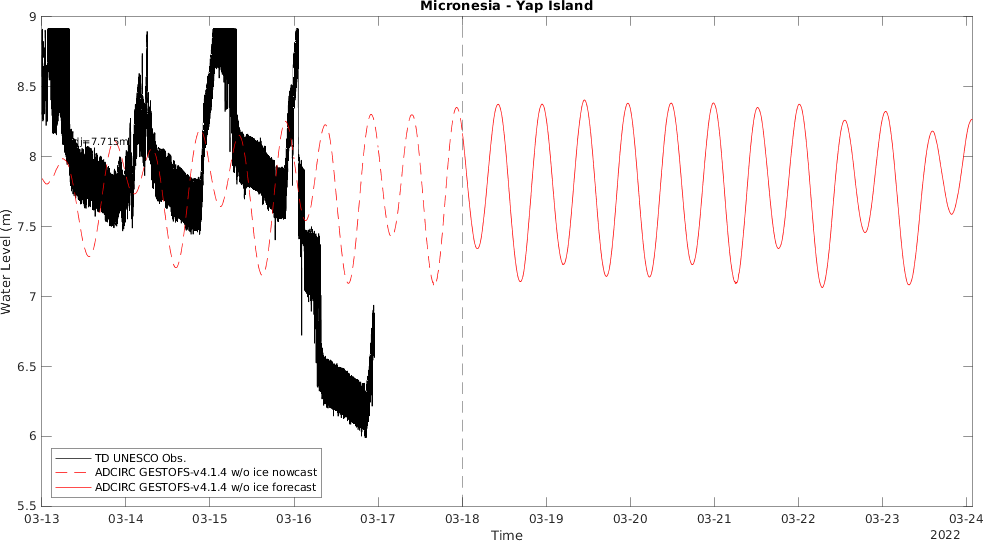 Micronesia - Yap Island
9
8.5
8
7.5
7
6.5
6
5.5
Water Level (m)
dj=7.715m
TD UNESCO Obs.
ADCIRC GESTOFS-v4.1.4 w/o ice nowcast
ADCIRC GESTOFS-v4.1.4 w/o ice forecast
03-13 03-14 03-15 03-16 03-17 03-18 03-19 03-20 03-21 03-22 03-23 03-24
Time
2022